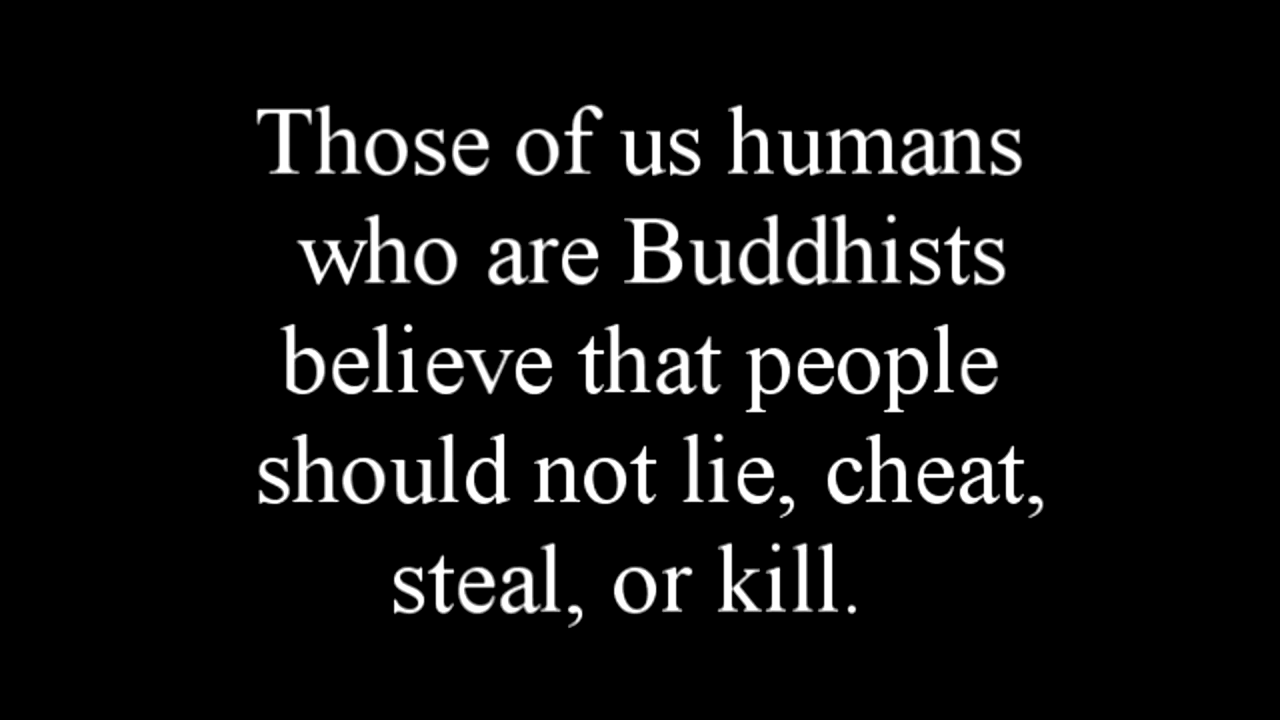 Those of us humans
who are Buddhists
believe that people
should not lie, cheat,
steal, or kill.